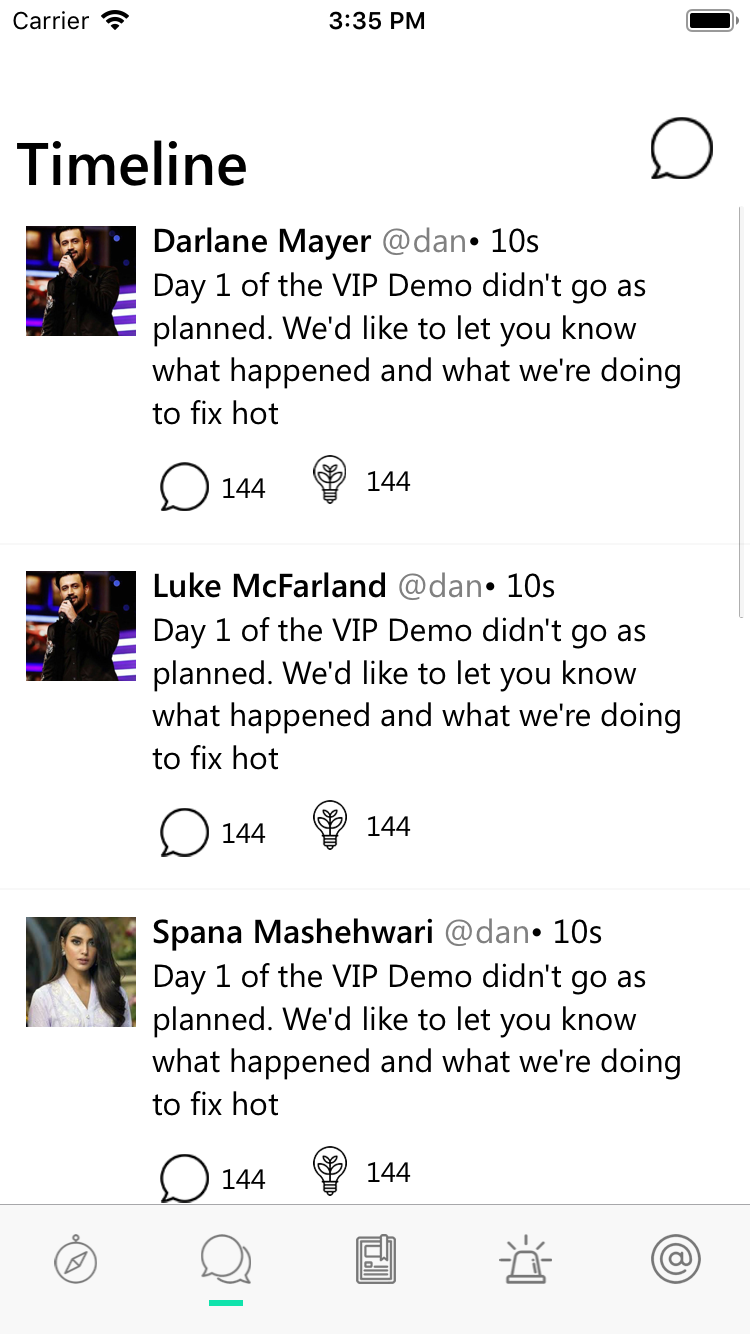 Carrier 3:35 PM
Timeline
Darlane Mayer @dan• 10s
Day 1 of the VIP Demo didn't go as
planned. We'd like to let you know
what happened and what we're doing
to fix hot
144 144
Luke McFarland @dan• 10s
Day 1 of the VIP Demo didn't go as
planned. We'd like to let you know
what happened and what we're doing
to fix hot
144 144
Spana Mashehwari @dan• 10s
Day 1 of the VIP Demo didn't go as
planned. We'd like to let you know
what happened and what we're doing
to fix hot
144 144